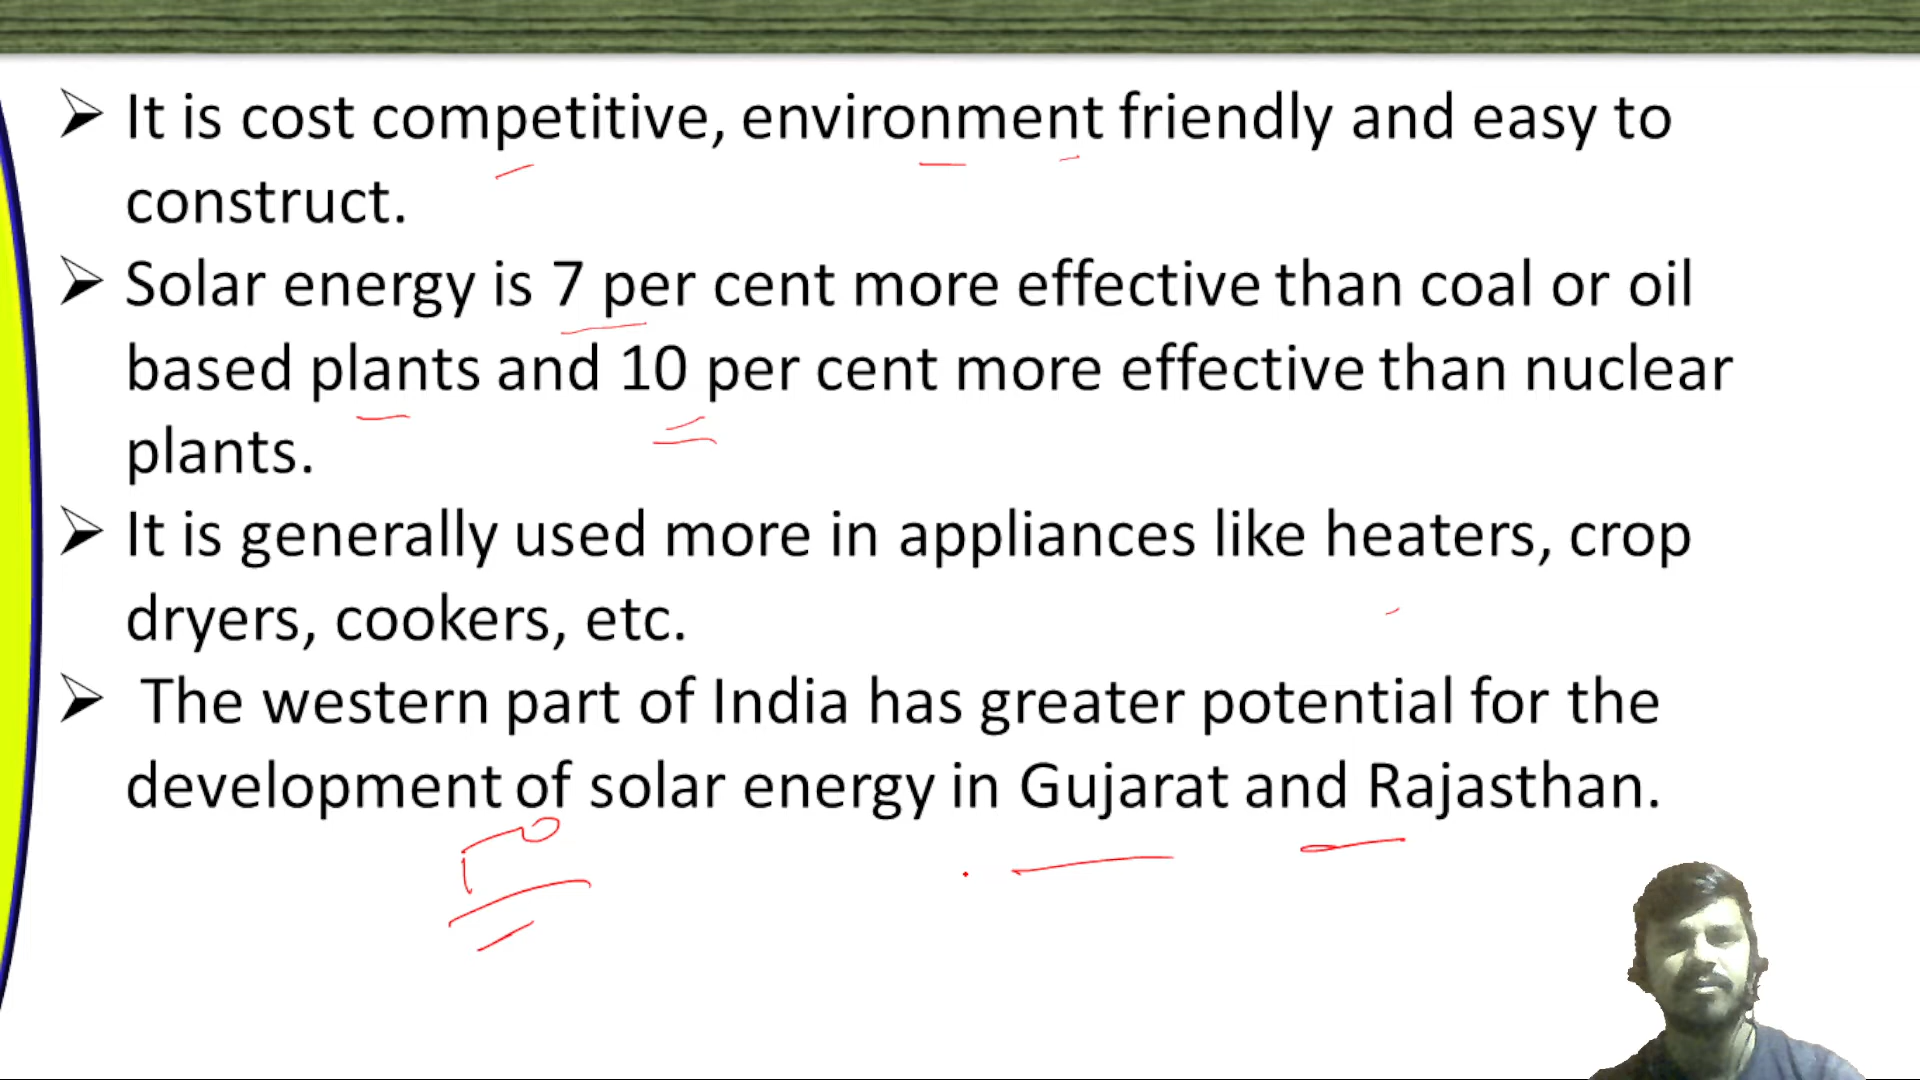 It is cost competitive, environment friendly and easy to
construct.
Solar energy is 7 per cent more effective than coal or oil
based plants and 10 per cent more effective than nuclear
plants.
It is generally used more in appliances like heaters, crop
dryers, cookers, etc.
The western part of India has greater potential for the
development of solar energy in Gujarat and Rajasthan.